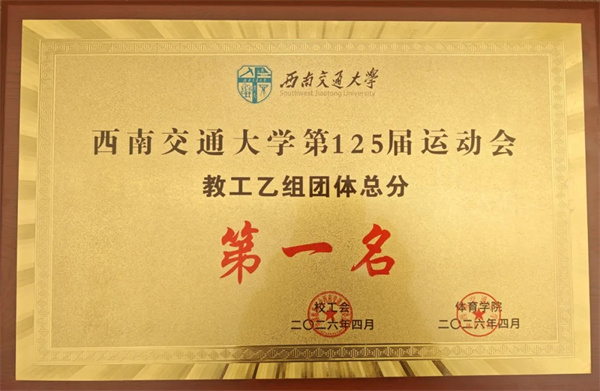 西南交通大学
Southwest Jiaotong University
西南交通大学第125届运动会
教工乙组团体总分
第一名
校工会 体育学院
二〇二六年四月 二〇二六年四月